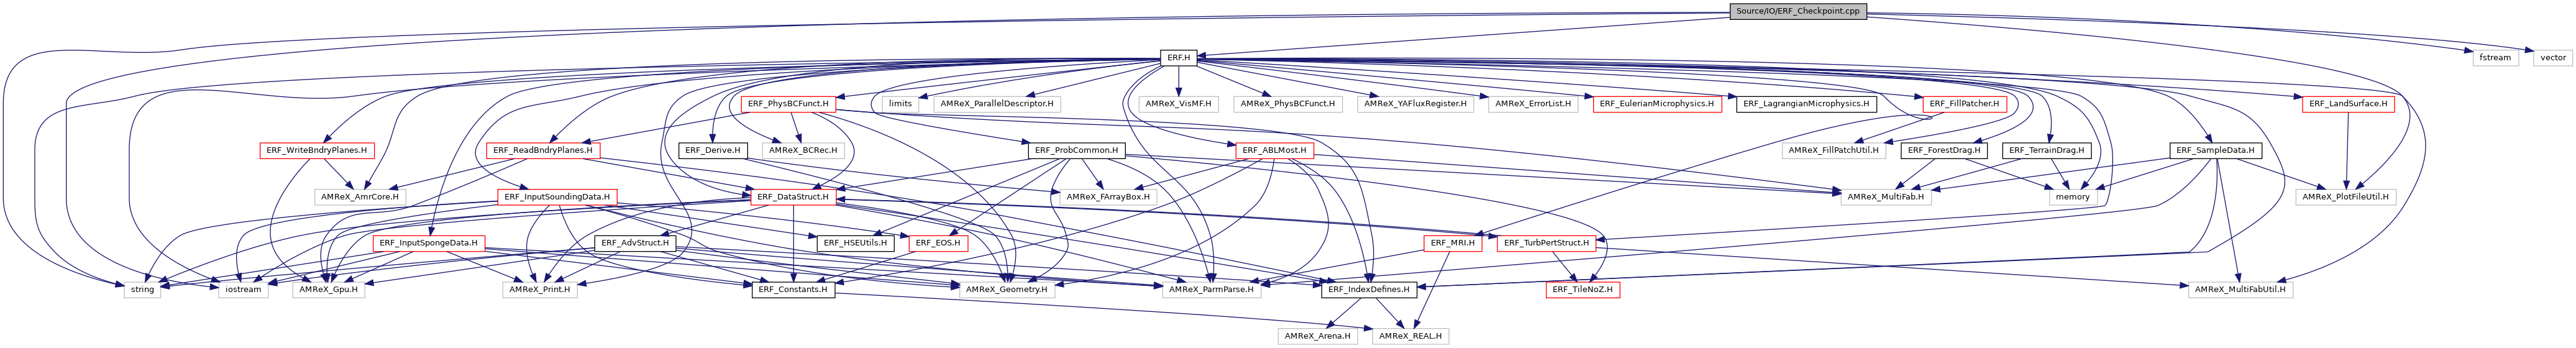 Source/IO/ERF_Checkpoint.cpp
ERF.H
fstream
vector
ERF_PhysBCFunct.H
limits
AMReX_ParallelDescriptor.H
AMReX_VisMF.H
AMReX_PhysBCFunct.H
AMReX_YAFluxRegister.H
AMReX_ErrorList.H
ERF_EulerianMicrophysics.H
ERF_LagrangianMicrophysics.H
ERF_FillPatcher.H
ERF_LandSurface.H
ERF_WriteBndryPlanes.H
ERF_ReadBndryPlanes.H
ERF_Derive.H
AMReX_BCRec.H
ERF_ProbCommon.H
ERF_ABLMost.H
AMReX_FillPatchUtil.H
ERF_ForestDrag.H
ERF_TerrainDrag.H
ERF_SampleData.H
AMReX_AmrCore.H
ERF_InputSoundingData.H
ERF_DataStruct.H
AMReX_FArrayBox.H
AMReX_MultiFab.H
memory
AMReX_PlotFileUtil.H
ERF_InputSpongeData.H
ERF_AdvStruct.H
ERF_HSEUtils.H
ERF_EOS.H
ERF_MRI.H
ERF_TurbPertStruct.H
string
iostream
AMReX_Gpu.H
AMReX_Print.H
ERF_Constants.H
AMReX_Geometry.H
AMReX_ParmParse.H
ERF_IndexDefines.H
ERF_TileNoZ.H
AMReX_MultiFabUtil.H
AMReX_Arena.H
AMReX_REAL.H